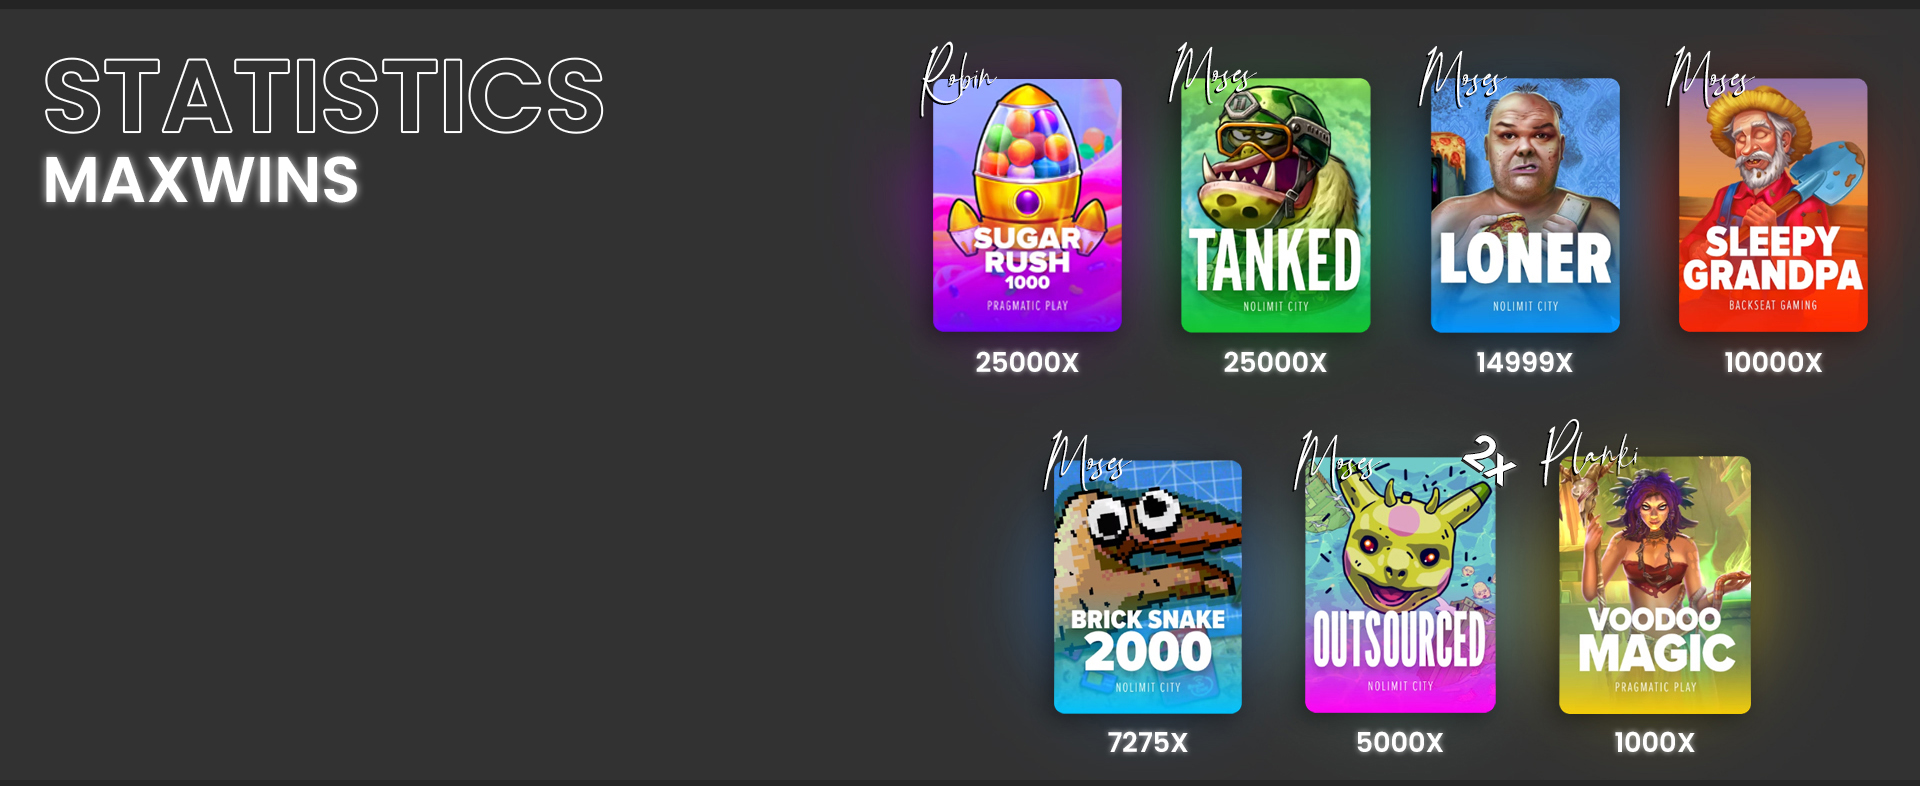 STATISTICS
MAXWINS
Robin
SUGAR
RUSH
1000
PRAGMATIC PLAY
25000X
Moses
TANKED
NOLIMIT CITY
25000X
Moses
LONER
NOLIMIT CITY
14999X
Moses
SLEEPY
GRANDPA
BACKSEAT GAMING
10000X
Moses
BRICK SNAKE
2000
NOLIMIT CITY
7275X
Moses
2X
OUTSOURCED
NOLIMIT CITY
5000X
Planki
VOODOO
MAGIC
PRAGMATIC PLAY
1000X